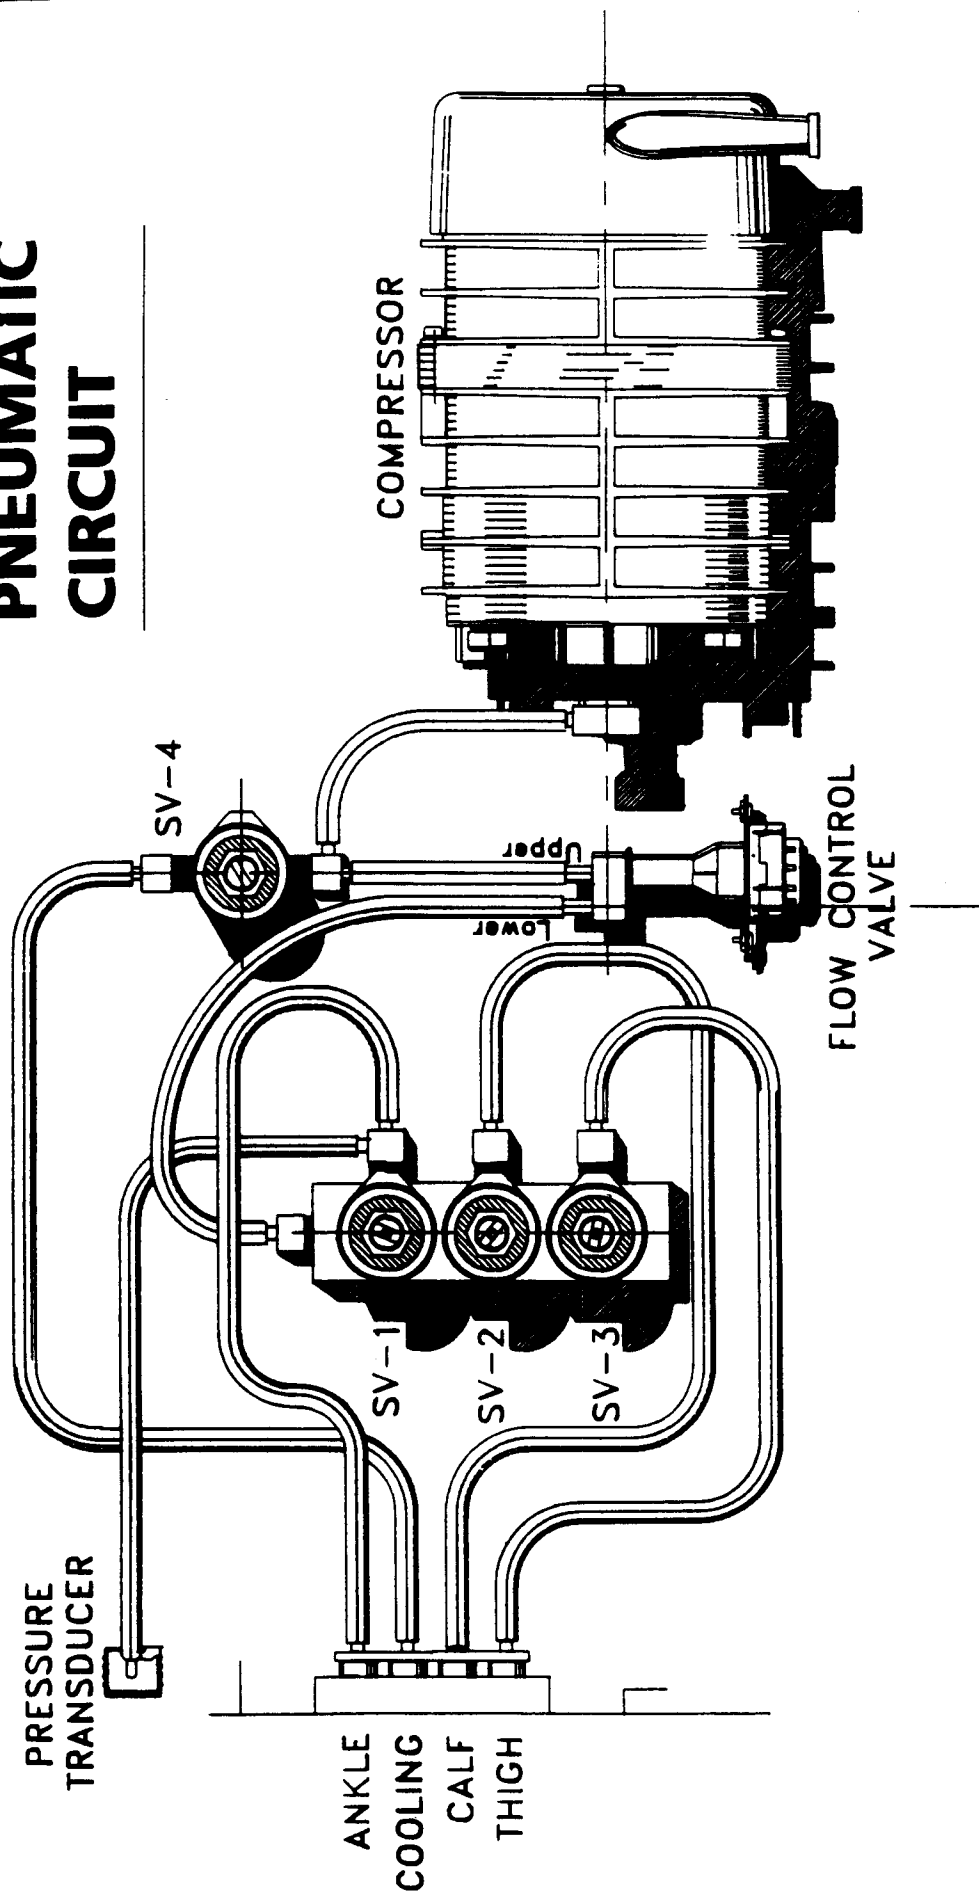 PNEUMATIC
CIRCUIT
COMPRESSOR
SV-4
Upper
Lower
FLOW CONTROL
VALVE
SV-1
SV-2
SV-3
PRESSURE
TRANSDUCER
ANKLE
COOLING
CALF
THIGH